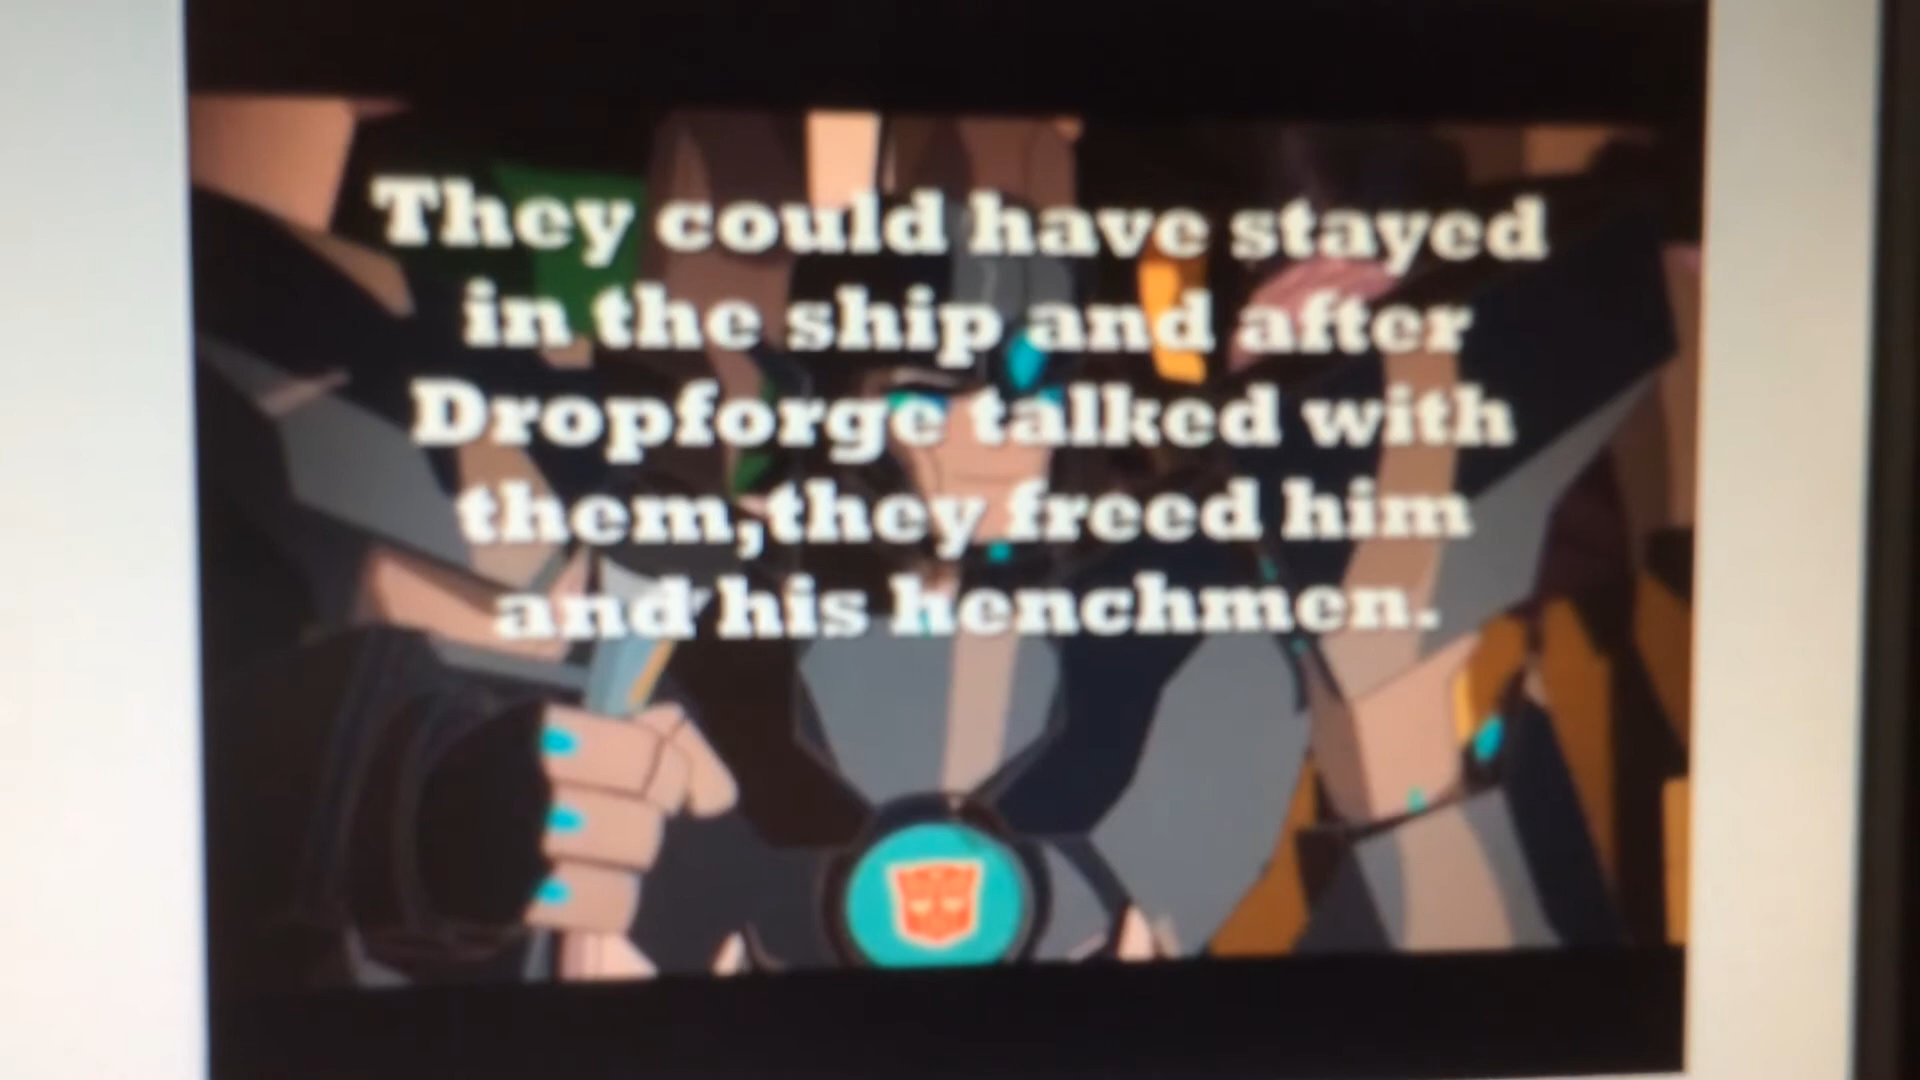 They could have stayed
in the ship and after
Dropforge talked with
them,they freed him
and his henchmen.